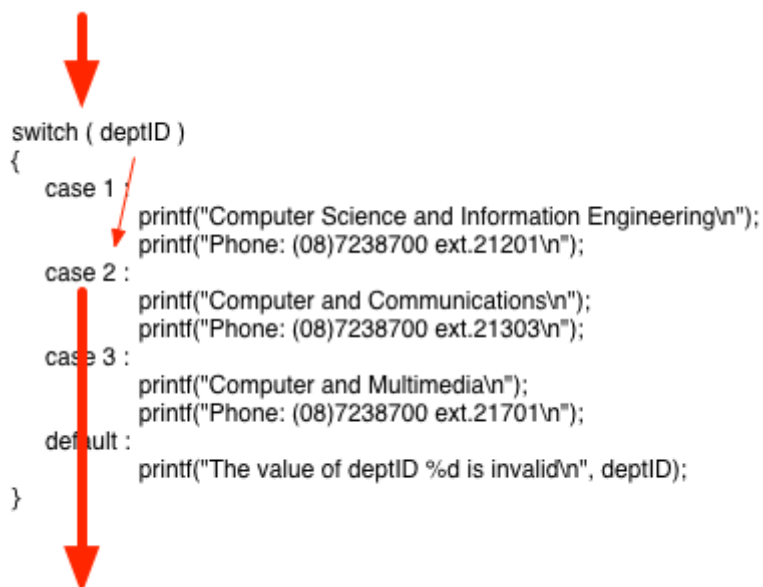 switch ( deptID )
{
case 1 :
printf("Computer Science and Information Engineering\n");
printf("Phone: (08)7238700 ext.21201\n");
case 2 :
printf("Computer and Communications\n");
printf("Phone: (08)7238700 ext.21303\n");
case 3 :
printf("Computer and Multimedia\n");
printf("Phone: (08)7238700 ext.21701\n");
default :
printf("The value of deptID %d is invalid\n", deptID);
}